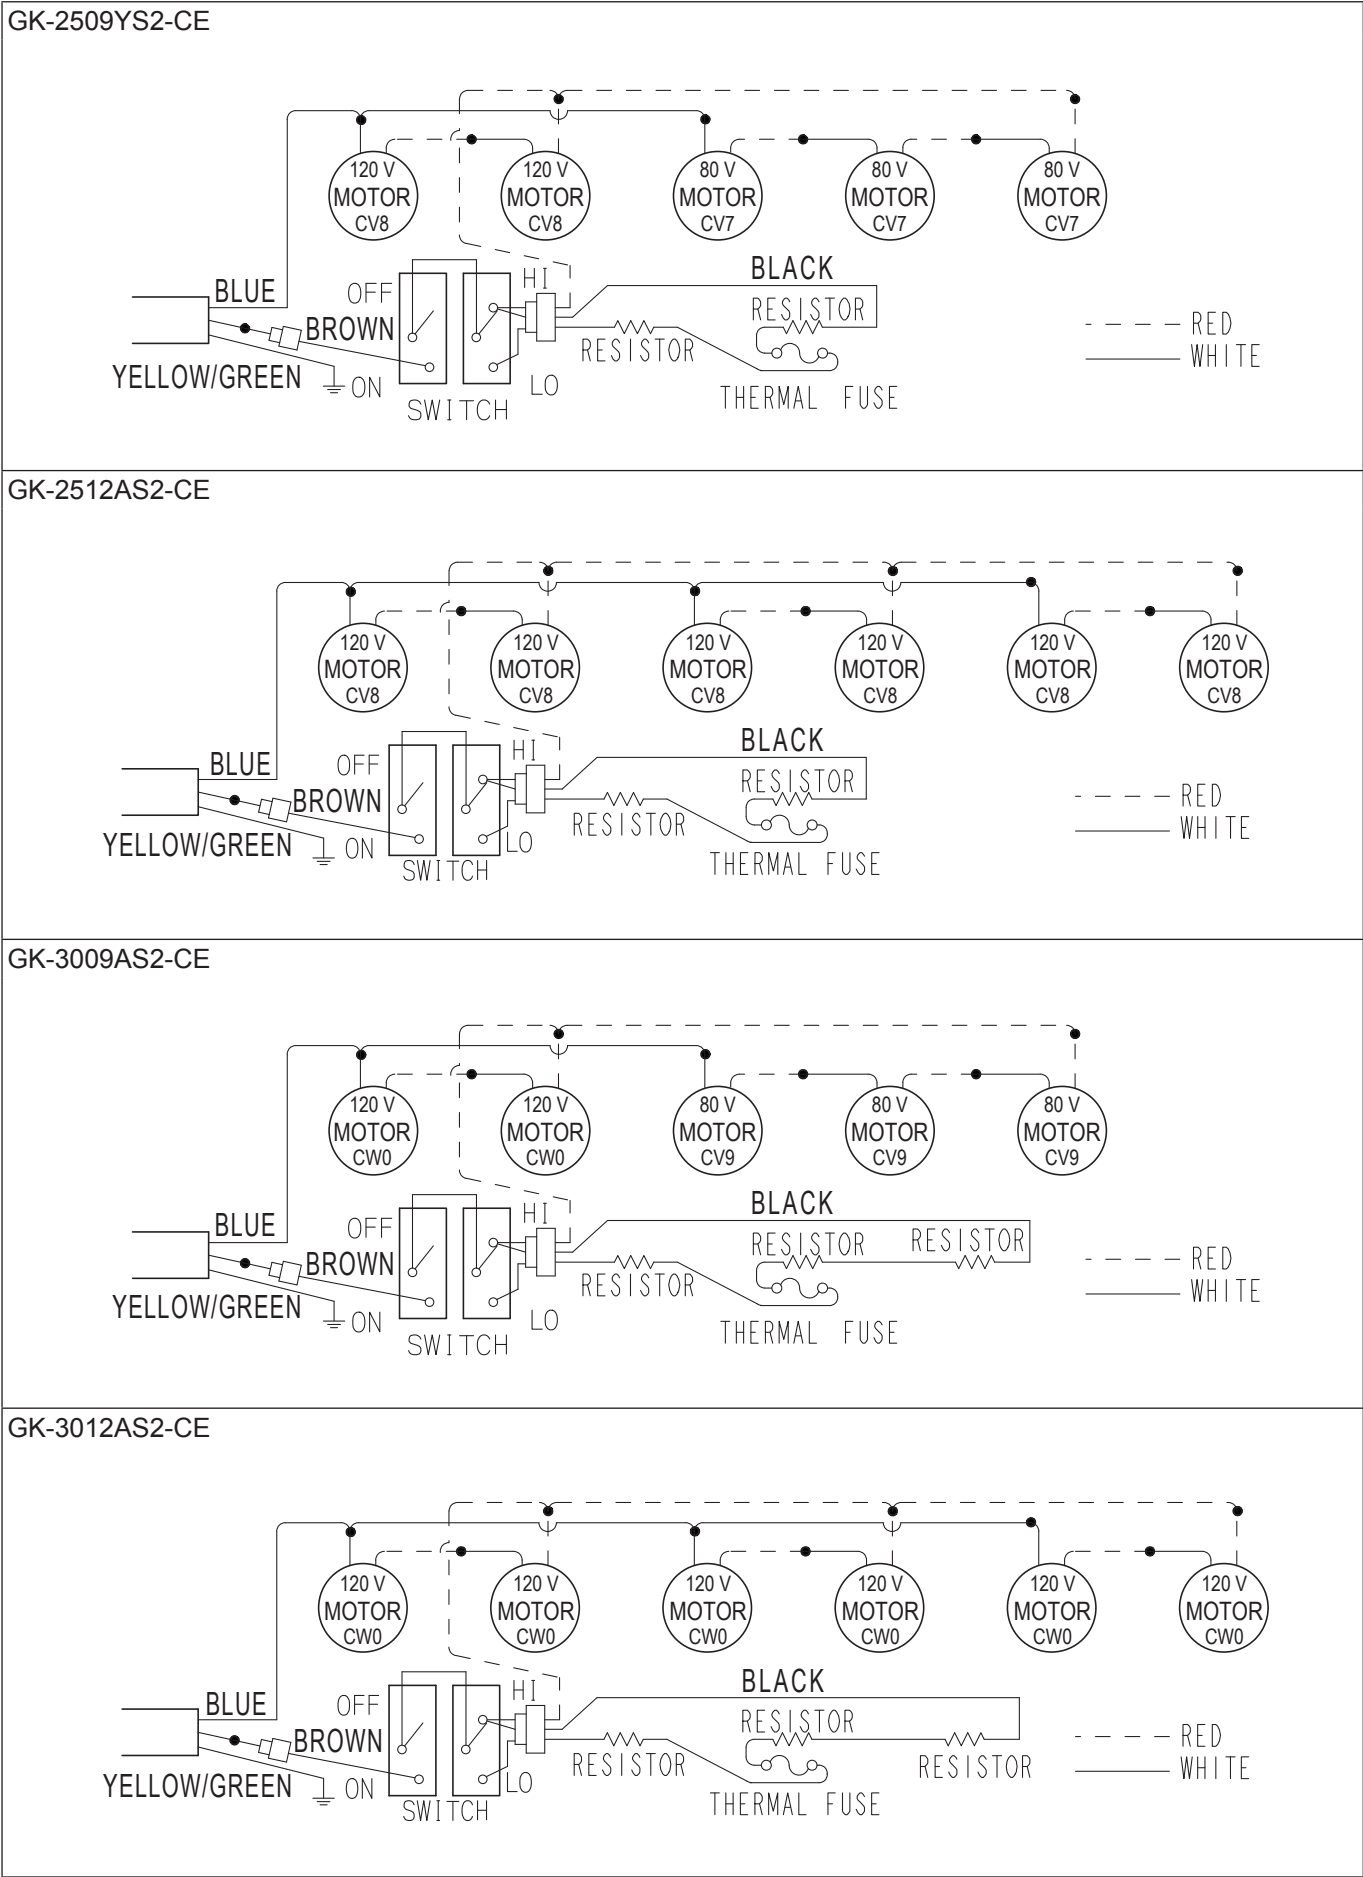 GK-2509YS2-CE
120 V 120 V 80 V 80 V 80 V
MOTOR MOTOR MOTOR MOTOR MOTOR
CV8 CV8 CV7 CV7 CV7
BLUE OFF HI BLACK
RESISTOR
BROWN RESISTOR RED
WHITE
YELLOW/GREEN ON LO
SWITCH THERMAL FUSE
GK-2512AS2-CE
120 V 120 V 120 V 120 V 120 V 120 V
MOTOR MOTOR MOTOR MOTOR MOTOR MOTOR
CV8 CV8 CV8 CV8 CV8 CV8
BLUE OFF HI BLACK
RESISTOR
BROWN RESISTOR RED
WHITE
YELLOW/GREEN ON LO
SWITCH THERMAL FUSE
GK-3009AS2-CE
120 V 120 V 80 V 80 V 80 V
MOTOR MOTOR MOTOR MOTOR MOTOR
CW0 CW0 CV9 CV9 CV9
BLUE OFF HI BLACK
RESISTOR RESISTOR
BROWN RESISTOR RED
WHITE
YELLOW/GREEN ON LO
SWITCH THERMAL FUSE
GK-3012AS2-CE
120 V 120 V 120 V 120 V 120 V 120 V
MOTOR MOTOR MOTOR MOTOR MOTOR MOTOR
CW0 CW0 CW0 CW0 CW0 CW0
BLUE OFF HI BLACK
RESISTOR
BROWN RESISTOR RESISTOR RED
WHITE
YELLOW/GREEN ON LO
SWITCH THERMAL FUSE